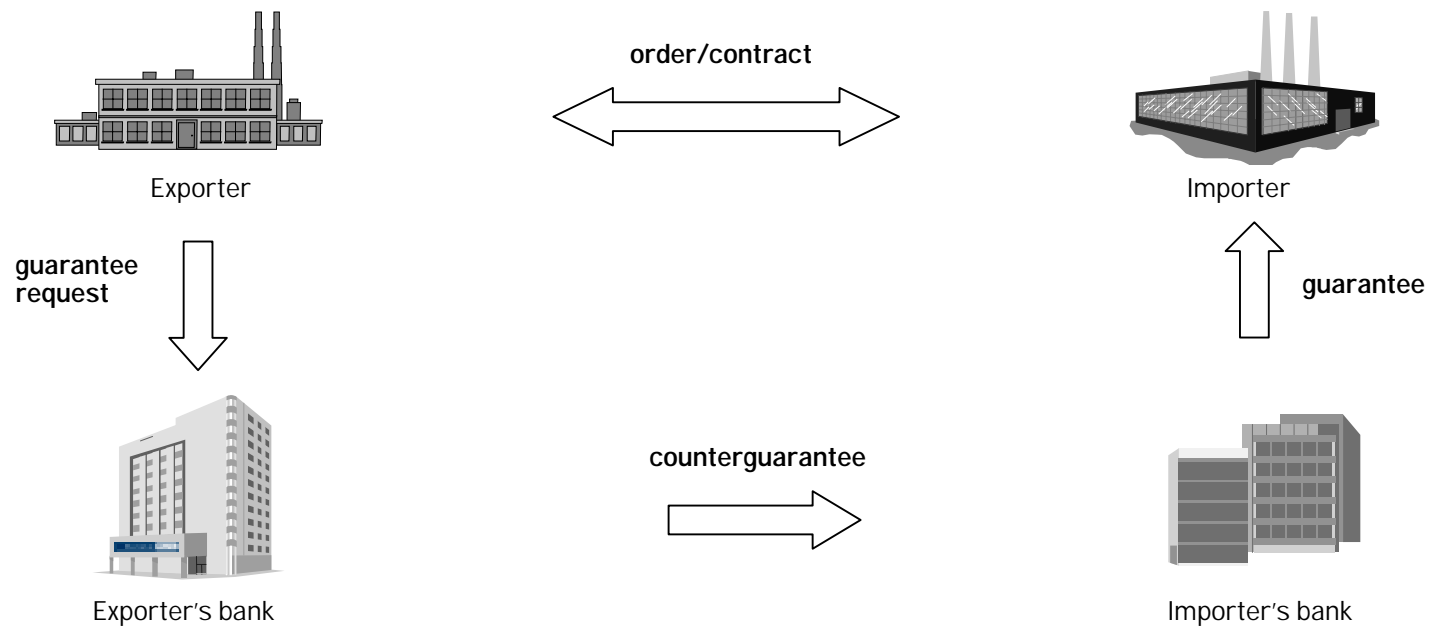 order/contract
Exporter
Importer
guarantee
request
guarantee
counterguarantee
Exporter's bank
Importer's bank